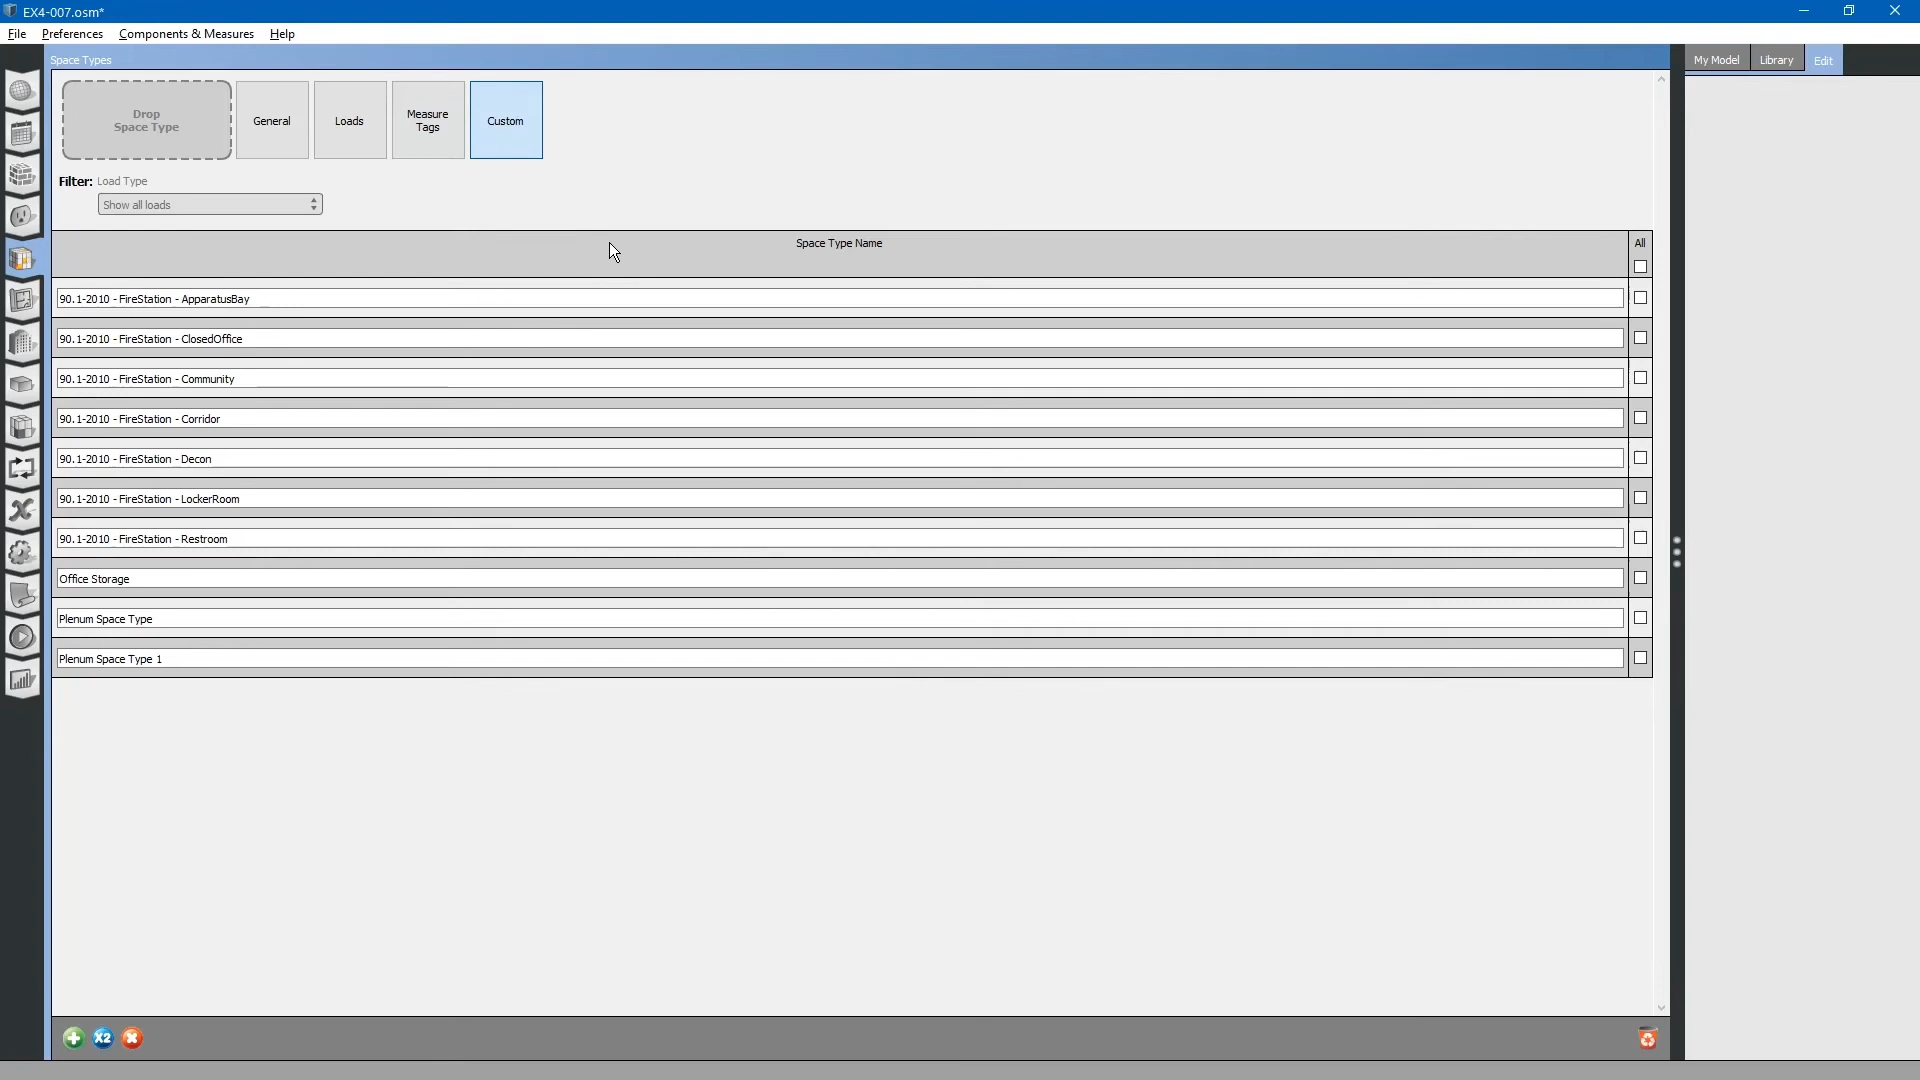 EX4-007.osm*
File Preferences Components & Measures Help
Space Types
My Model Library Edit
Drop
Space Type
General
Loads
Measure
Tags
Custom
Filter: Load Type
Show all loads
Space Type Name
All
90.1-2010 - FireStation - ApparatusBay
90.1-2010 - FireStation - ClosedOffice
90.1-2010 - FireStation - Community
90.1-2010 - FireStation - Corridor
90.1-2010 - FireStation - Decon
90.1-2010 - FireStation - LockerRoom
90.1-2010 - FireStation - Restroom
Office Storage
Plenum Space Type
Plenum Space Type 1
X2